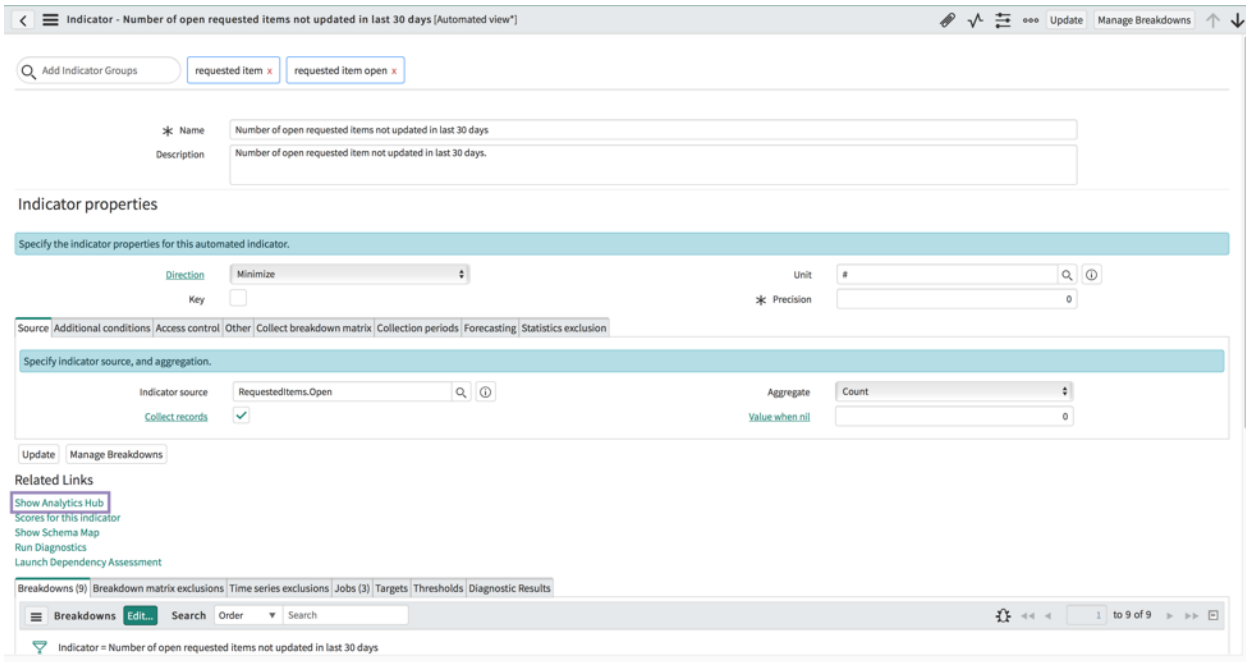 Indicator - Number of open requested items not updated in last 30 days [Automated view*]
Update
Manage Breakdowns
Add Indicator Groups
requested item x
requested item open x
Name
Number of open requested items not updated in last 30 days
Description
Number of open requested item not updated in last 30 days.
Indicator properties
Specify the indicator properties for this automated indicator.
Direction
Minimize
Unit
#
Key
Precision
0
Source
Additional conditions
Access control
Other
Collect breakdown matrix
Collection periods
Forecasting
Statistics exclusion
Specify indicator source, and aggregation.
Indicator source
RequestedItems.Open
Aggregate
Count
Collect records
Value when nil
0
Update
Manage Breakdowns
Related Links
Show Analytics Hub
Scores for this indicator
Show Schema Map
Run Diagnostics
Launch Dependency Assessment
Breakdowns (9)
Breakdown matrix exclusions
Time series exclusions
Jobs (3)
Targets
Thresholds
Diagnostic Results
Breakdowns
Edit...
Search
Order
Search
1
to 9 of 9
Indicator = Number of open requested items not updated in last 30 days